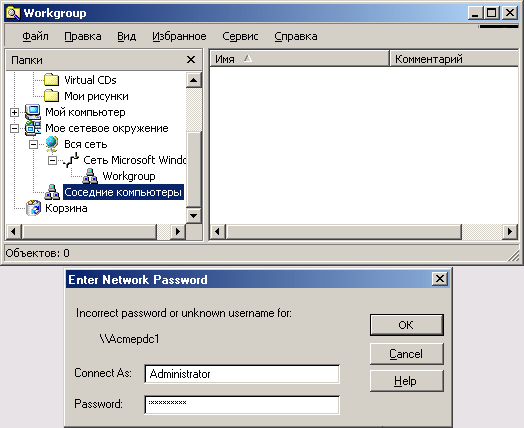 Workgroup
Файл Правка Вид Избранное Сервис Справка
Папки
Имя Комментарий
Virtual CDs
Мои рисунки
Мой компьютер
Мое сетевое окружение
Вся сеть
Сеть Microsoft Windo
Workgroup
Соседние компьютеры
Корзина
Объектов: 0
Enter Network Password
Incorrect password or unknown username for:
\\Acmepdc1
OK
Cancel
Connect As: Administrator
Help
Password: **********